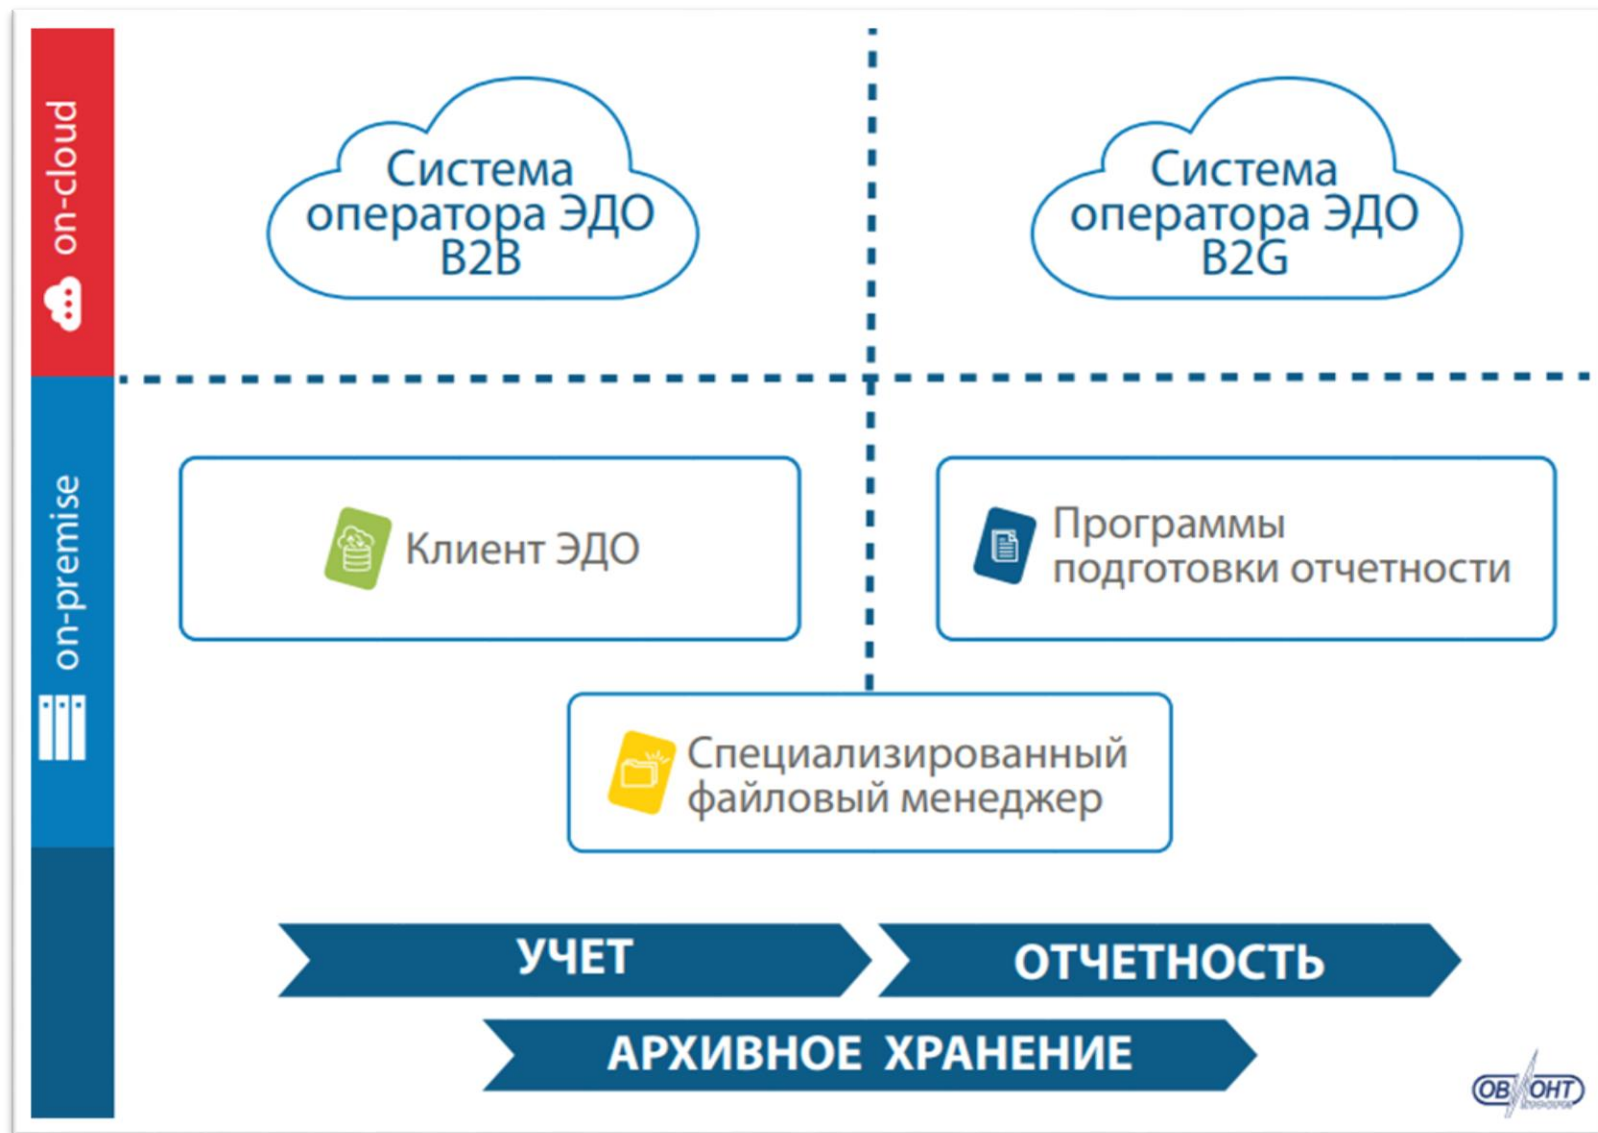 on-cloud
Система
оператора ЭДО
B2B
Система
оператора ЭДО
B2G
on-premise
Клиент ЭДО
Программы
подготовки отчетности
Специализированный
файловый менеджер
УЧЕТ
ОТЧЕТНОСТЬ
АРХИВНОЕ ХРАНЕНИЕ
ОВИОНТ